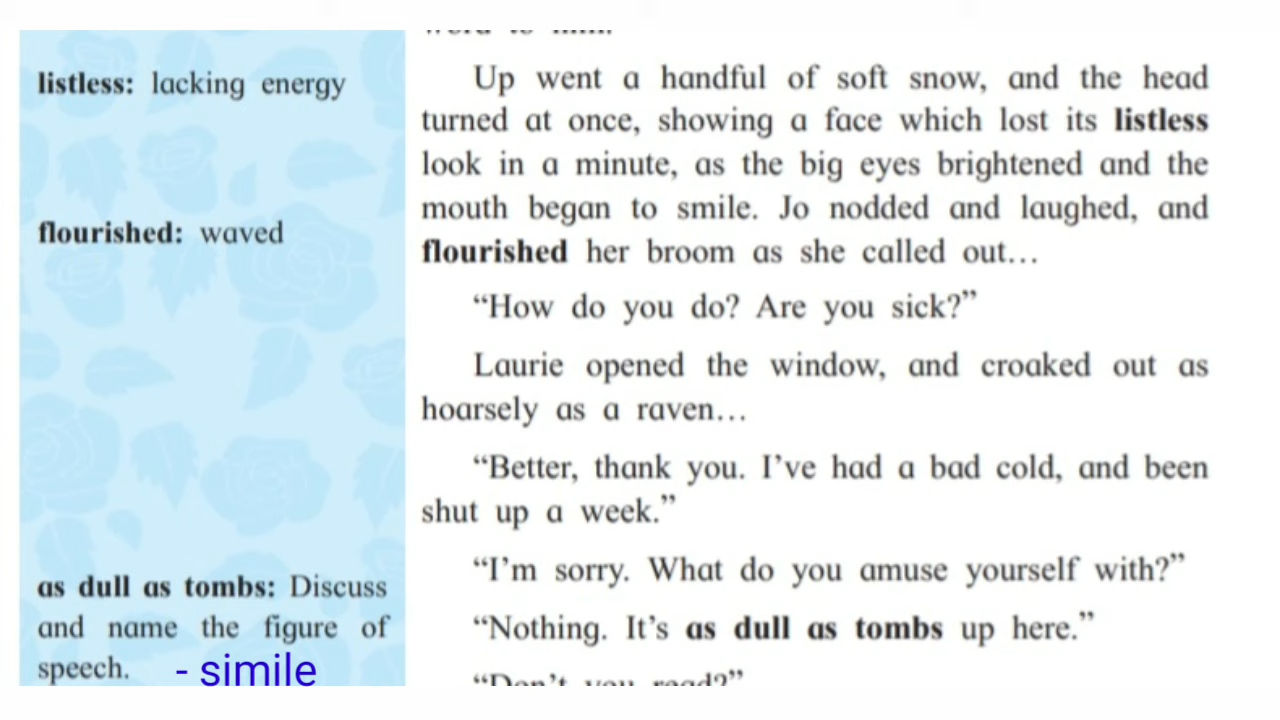 listless: lacking energy
flourished: waved
as dull as tombs: Discuss
and name the figure of
speech. - simile
Up went a handful of soft snow, and the head
turned at once, showing a face which lost its listless
look in a minute, as the big eyes brightened and the
mouth began to smile. Jo nodded and laughed, and
flourished her broom as she called out…
“How do you do? Are you sick?”
Laurie opened the window, and croaked out as
hoarsely as a raven…
“Better, thank you. I’ve had a bad cold, and been
shut up a week.”
“I’m sorry. What do you amuse yourself with?”
“Nothing. It’s as dull as tombs up here.”
“Don’t you read?”